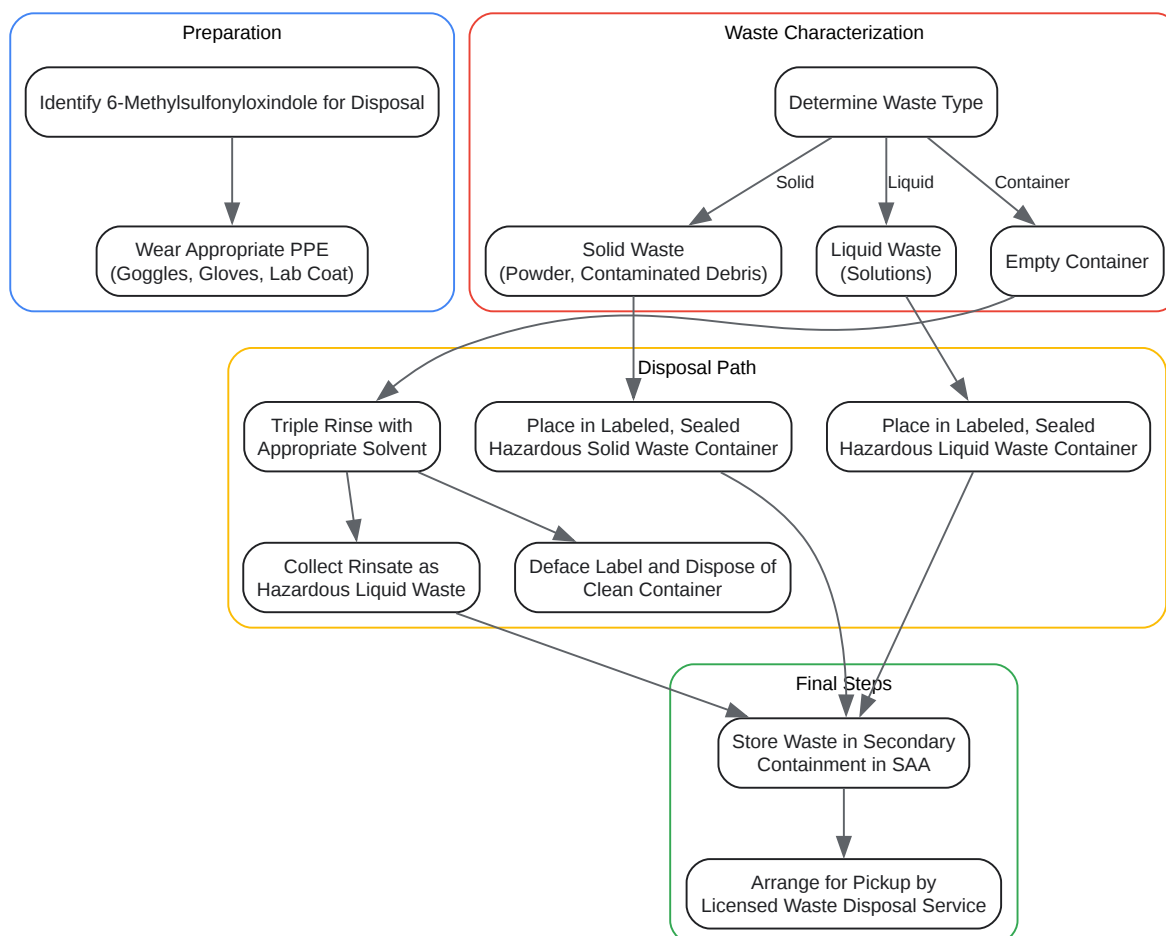 Preparation
Identify 6-Methylsulfonyloxindole for Disposal
Wear Appropriate PPE
(Goggles, Gloves, Lab Coat)
Waste Characterization
Determine Waste Type
Solid
Liquid
Container
Solid Waste
(Powder, Contaminated Debris)
Liquid Waste
(Solutions)
Empty Container
Disposal Path
Triple Rinse with
Appropriate Solvent
Place in Labeled, Sealed
Hazardous Solid Waste Container
Place in Labeled, Sealed
Hazardous Liquid Waste Container
Collect Rinsate as
Hazardous Liquid Waste
Deface Label and Dispose of
Clean Container
Final Steps
Store Waste in Secondary
Containment in SAA
Arrange for Pickup by
Licensed Waste Disposal Service